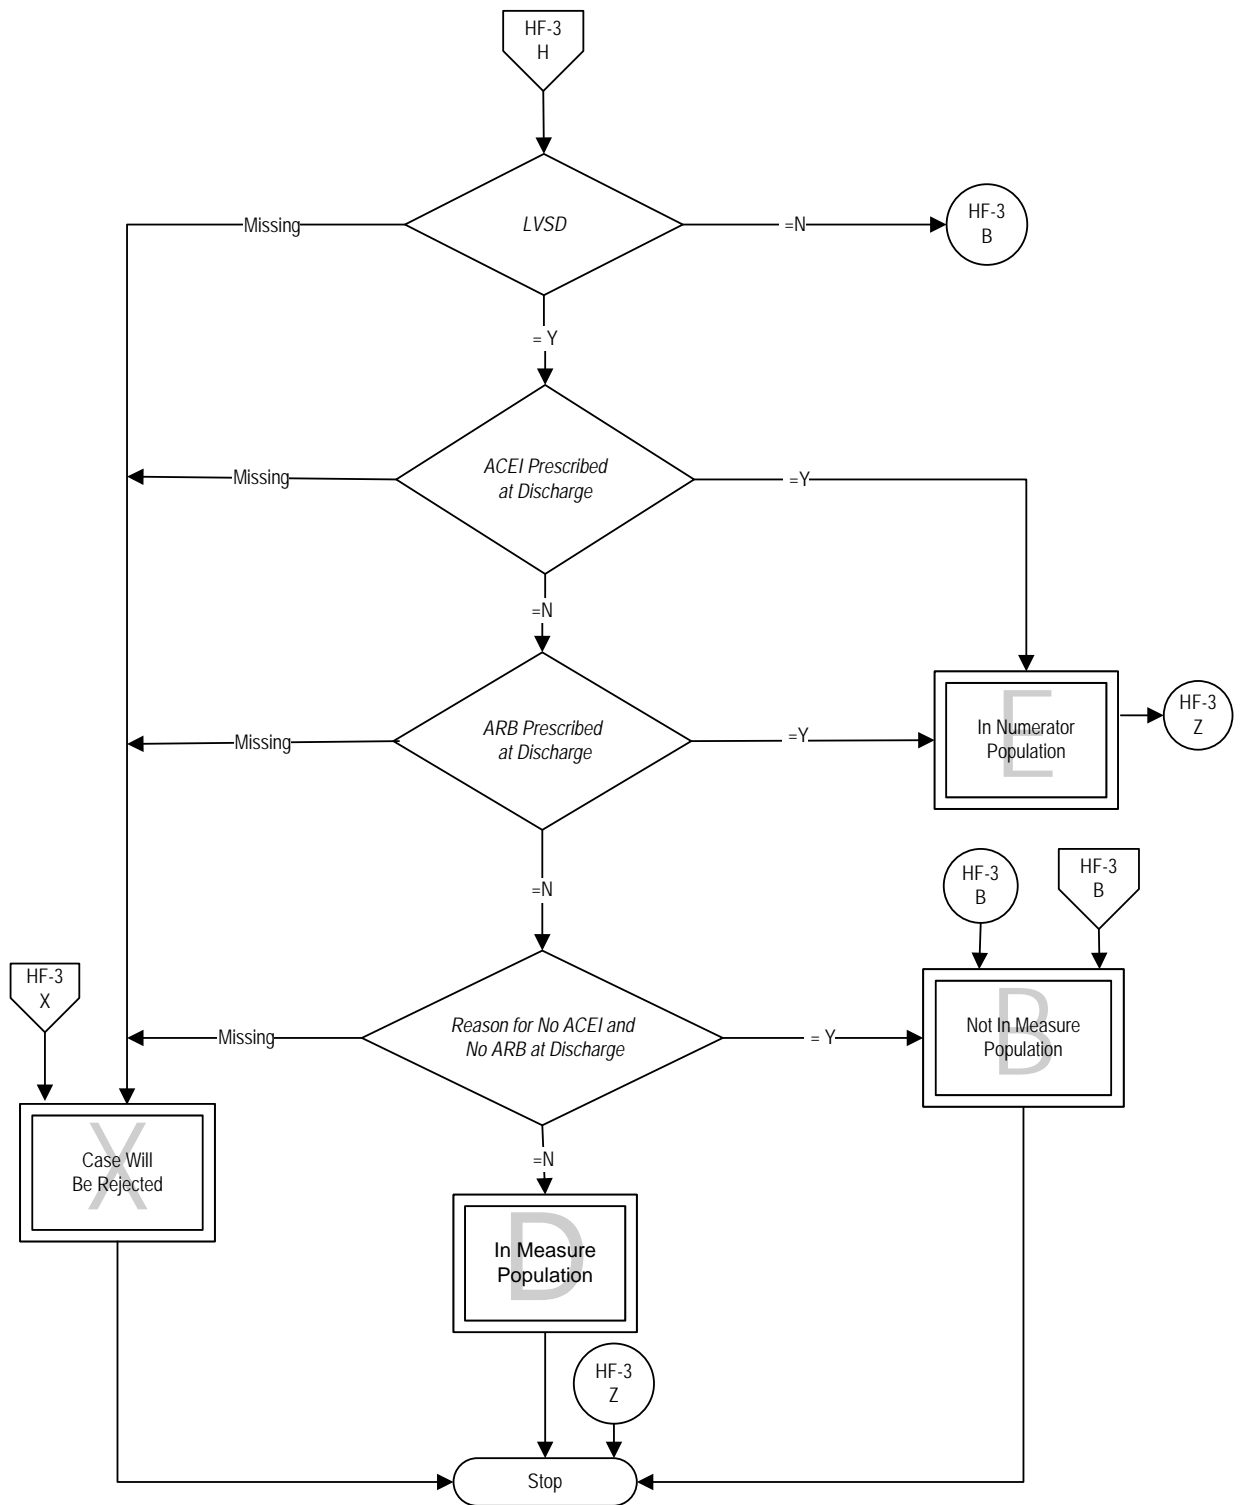 HF-3
H
Missing
LVSD
=N
HF-3
B
= Y
Missing
ACEI Prescribed
at Discharge
=Y
=N
Missing
ARB Prescribed
at Discharge
=Y
E
In Numerator
Population
HF-3
Z
=N
HF-3
B
HF-3
B
HF-3
X
Missing
Reason for No ACEI and
No ARB at Discharge
= Y
B
Not In Measure
Population
X
Case Will
Be Rejected
=N
D
In Measure
Population
HF-3
Z
Stop